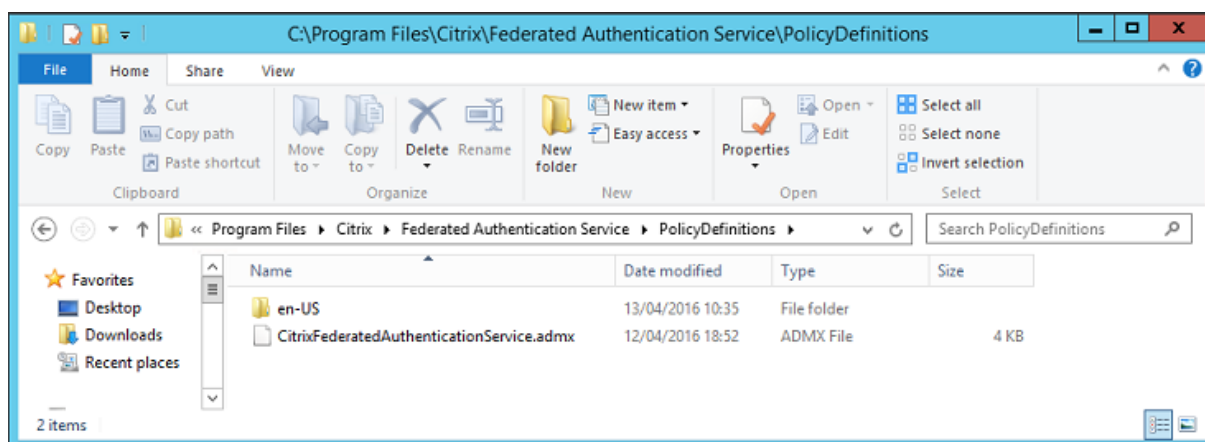 C:\Program Files\Citrix\Federated Authentication Service\PolicyDefinitions
File Home Share View
Copy
Paste
Cut
Copy path
Paste shortcut
Clipboard
Move to
Copy to
Delete
Rename
Organize
New folder
New item
Easy access
New
Properties
Open
Edit
Open
Select all
Select none
Invert selection
Select
« Program Files Citrix Federated Authentication Service PolicyDefinitions
Search PolicyDefinitions
Favorites
Desktop
Downloads
Recent places
Name Date modified Type Size
en-US 13/04/2016 10:35 File folder
CitrixFederatedAuthenticationService.admx 12/04/2016 18:52 ADMX File 4 KB
2 items